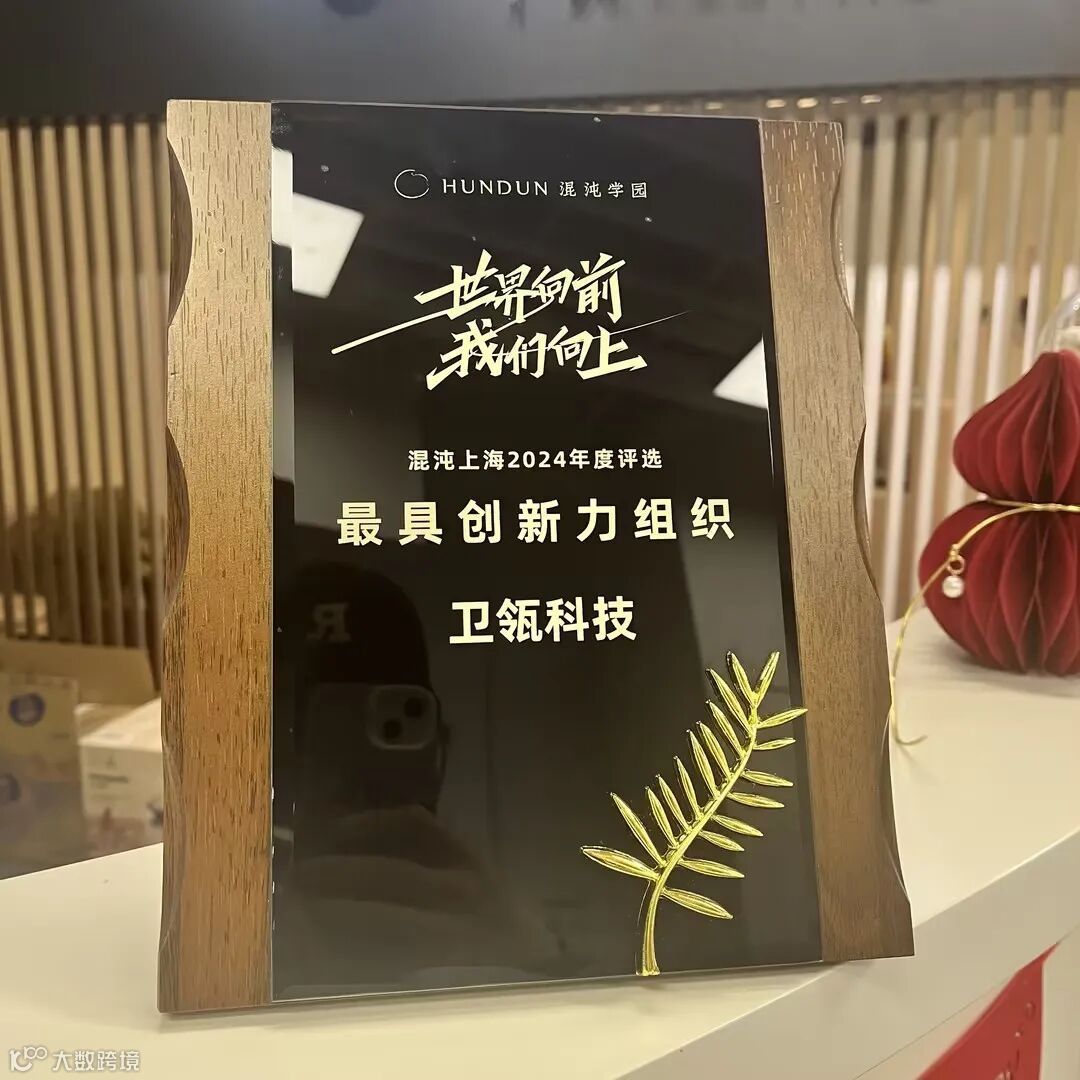 HUNDUN 混沌学园
世界向前
我们向上
混沌上海2024年度评选
最具创新力组织
卫瓴科技
R
大数跨境